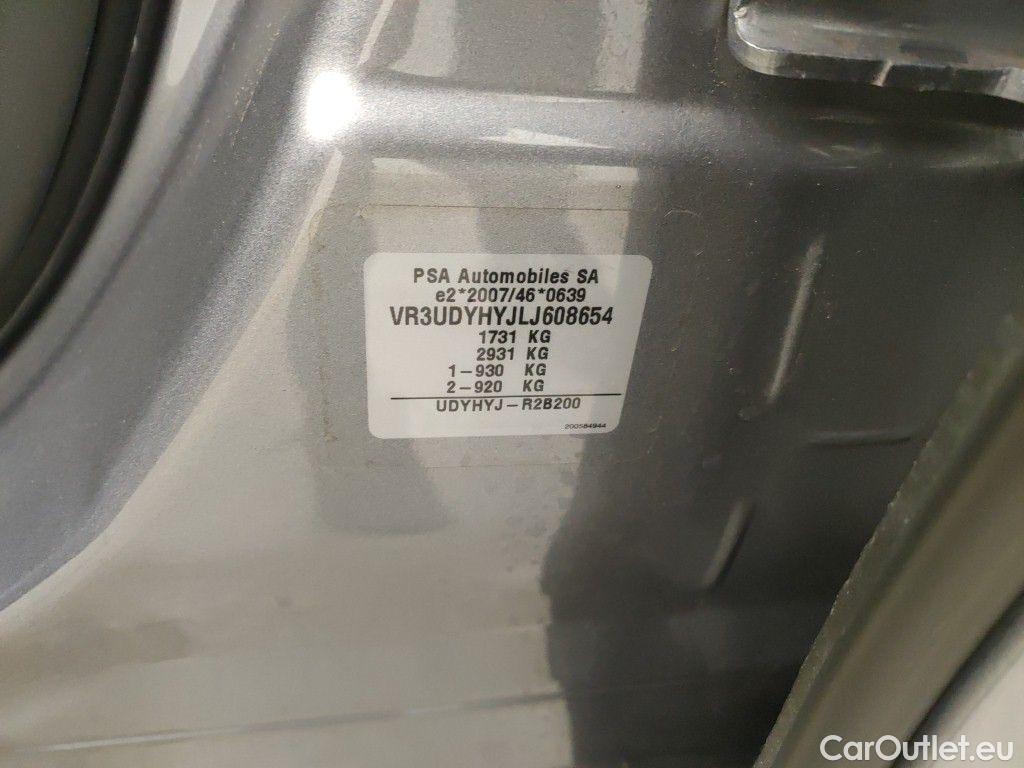 PSA Automobiles SA
e2*2007/46*0639
VR3UDYHYJLJ608654
1731 KG
2931 KG
1-930 KG
2-920 KG
UDYHYJ-R2B200
200584944
CarOutlet.eu